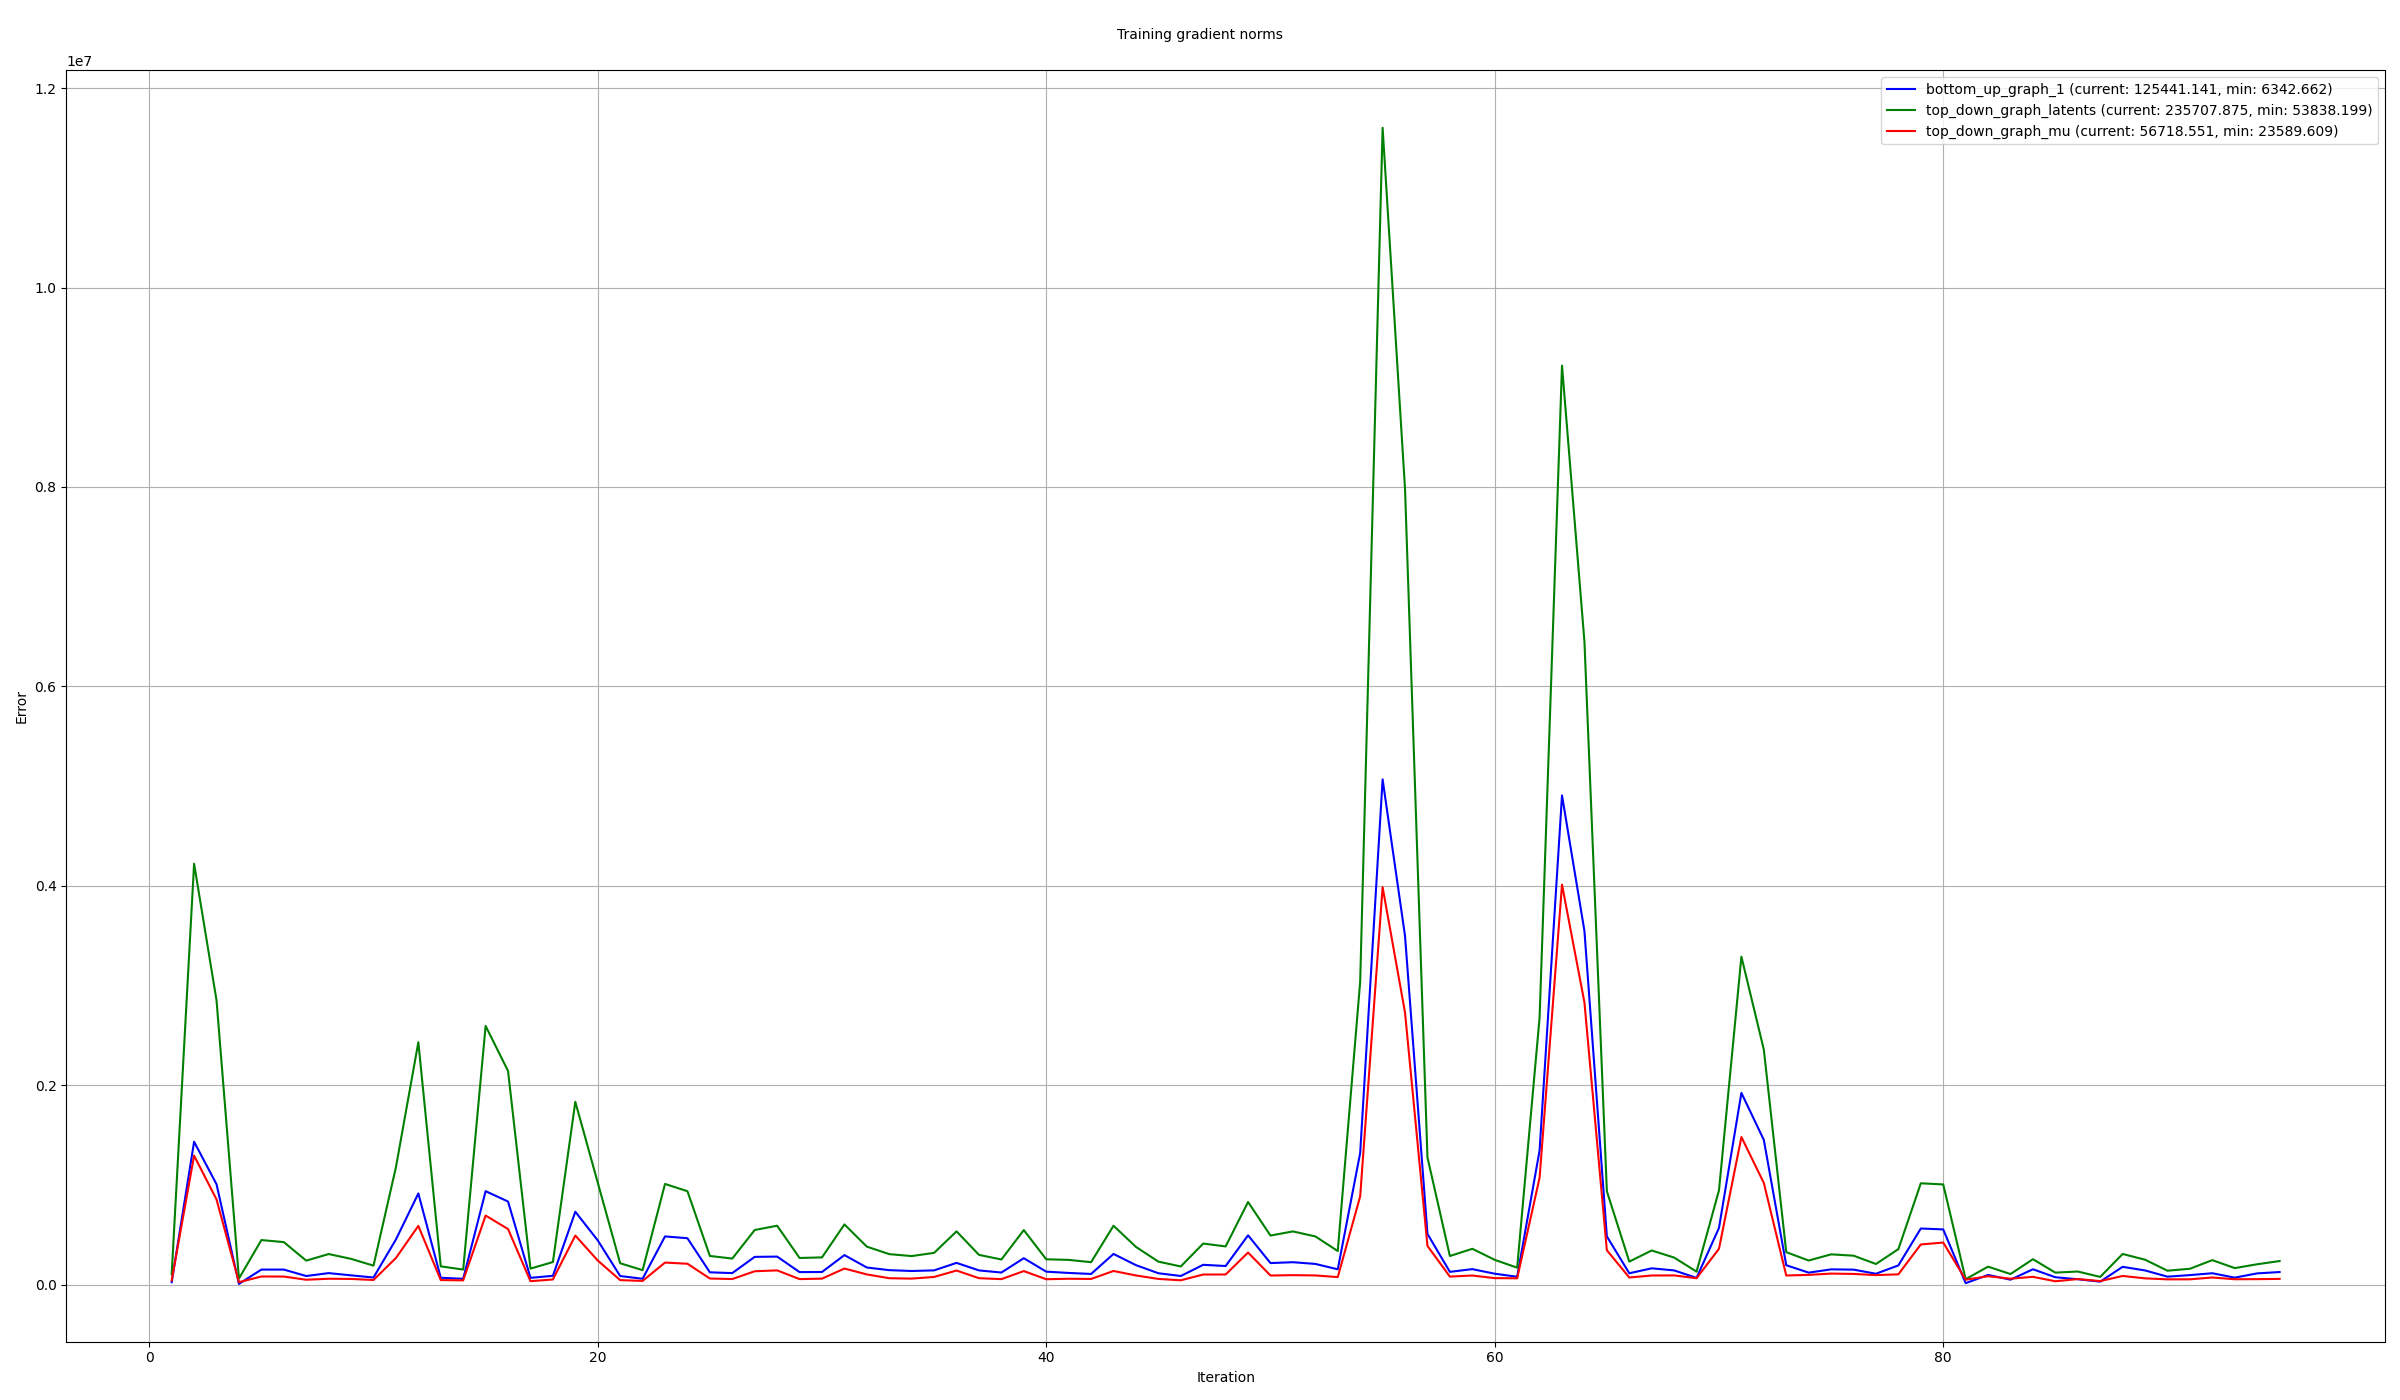 Training gradient norms
1e7
bottom_up_graph_1 (current: 125441.141, min: 6342.662)
top_down_graph_latents (current: 235707.875, min: 53838.199)
top_down_graph_mu (current: 56718.551, min: 23589.609)
1.2
1.0
0.8
0.6
0.4
0.2
0.0
Error
0 20 40 60 80
Iteration